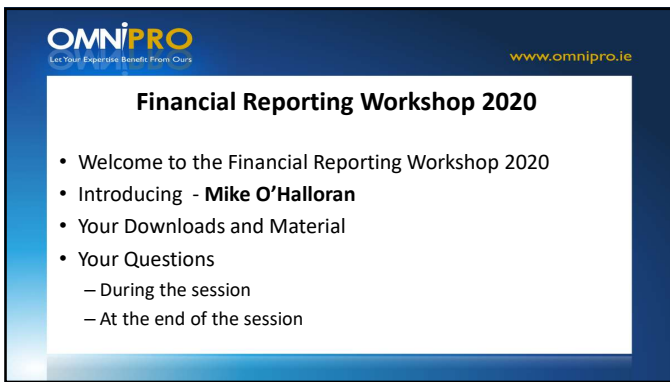 OMNIPRO
Let Your Expertise Benefit From Ours
www.omnipro.ie
Financial Reporting Workshop 2020
• Welcome to the Financial Reporting Workshop 2020
• Introducing - Mike O’Halloran
• Your Downloads and Material
• Your Questions
– During the session
– At the end of the session